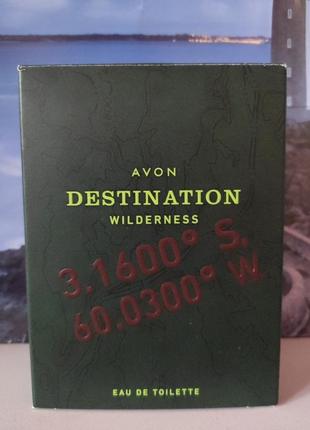 AVON
DESTINATION
WILDERNESS
3.1600° S.
60.0300° W.
EAU DE TOILETTE